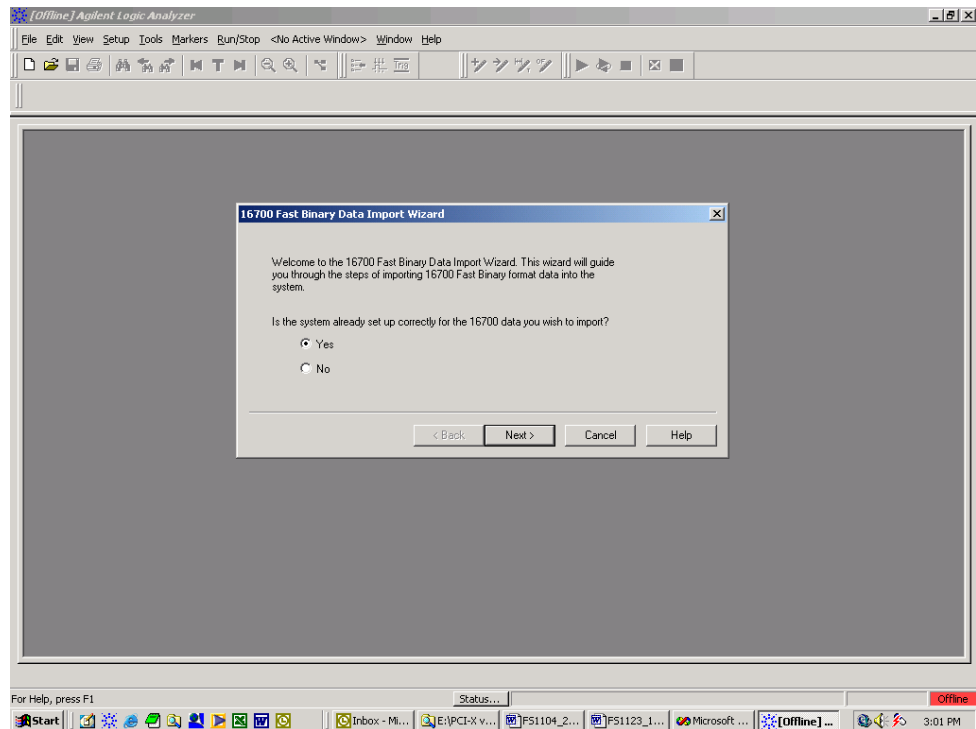 [Offline] Agilent Logic Analyzer
File Edit View Setup Tools Markers Run/Stop <No Active Window> Window Help
16700 Fast Binary Data Import Wizard
Welcome to the 16700 Fast Binary Data Import Wizard. This wizard will guide
you through the steps of importing 16700 Fast Binary format data into the
system.
Is the system already set up correctly for the 16700 data you wish to import?
Yes
No
< Back Next > Cancel Help
For Help, press F1 Status... Offline
Start Inbox - Mi... E:\PCI-X v... FS1104_2... FS1123_1... Microsoft ... [Offline] ... 3:01 PM